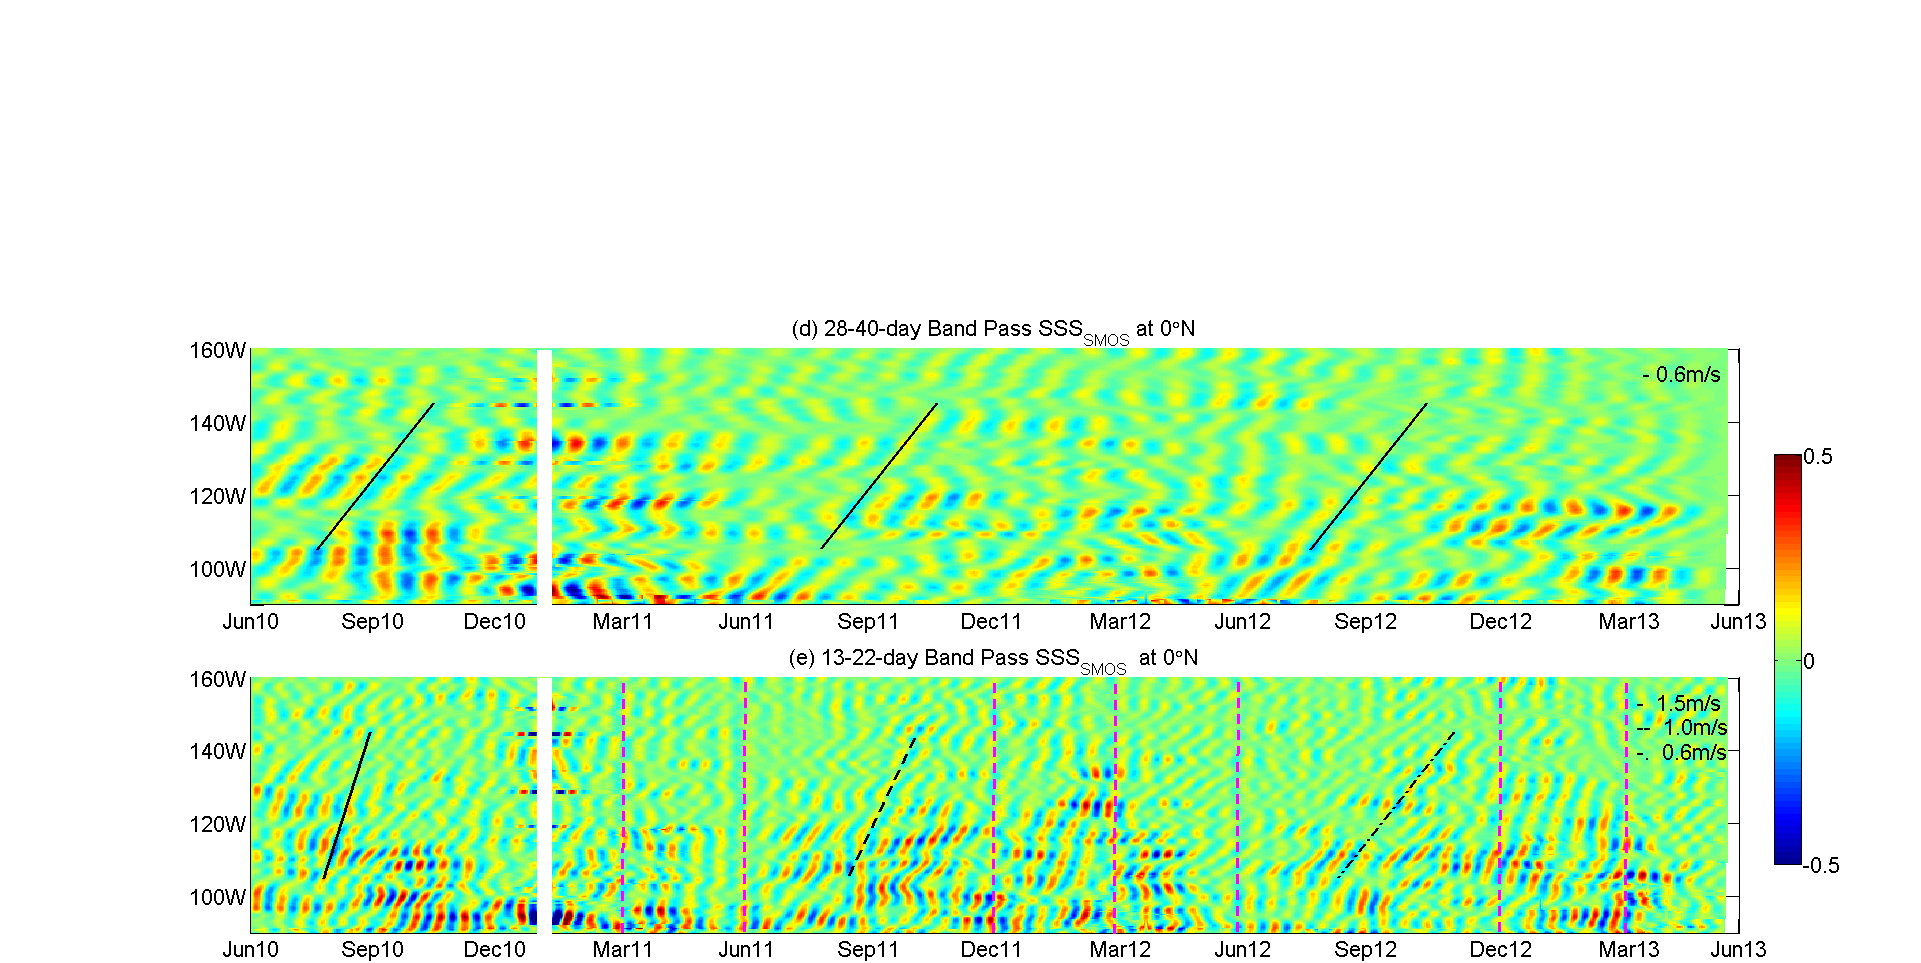 (d) 28-40-day Band Pass SSS_SMOS at 0°N
160W
- 0.6m/s
140W
120W
100W
Jun10 Sep10 Dec10 Mar11 Jun11 Sep11 Dec11 Mar12 Jun12 Sep12 Dec12 Mar13 Jun13
0.5
0
-0.5
(e) 13-22-day Band Pass SSS_SMOS at 0°N
160W
- 1.5m/s
-- 1.0m/s
140W
-. 0.6m/s
120W
100W
Jun10 Sep10 Dec10 Mar11 Jun11 Sep11 Dec11 Mar12 Jun12 Sep12 Dec12 Mar13 Jun13